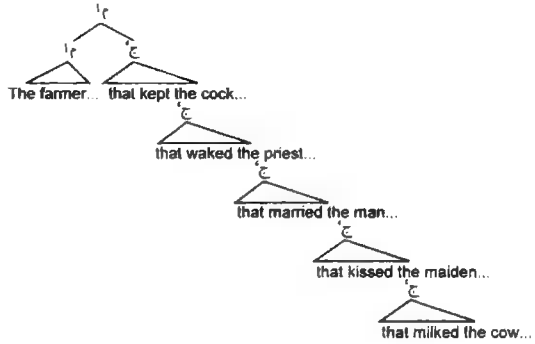 م ا
م ا ج'
The farmer... that kept the cock...
ج'
that waked the priest...
ج'
that married the man...
ج'
that kissed the maiden...
ج'
that milked the cow...